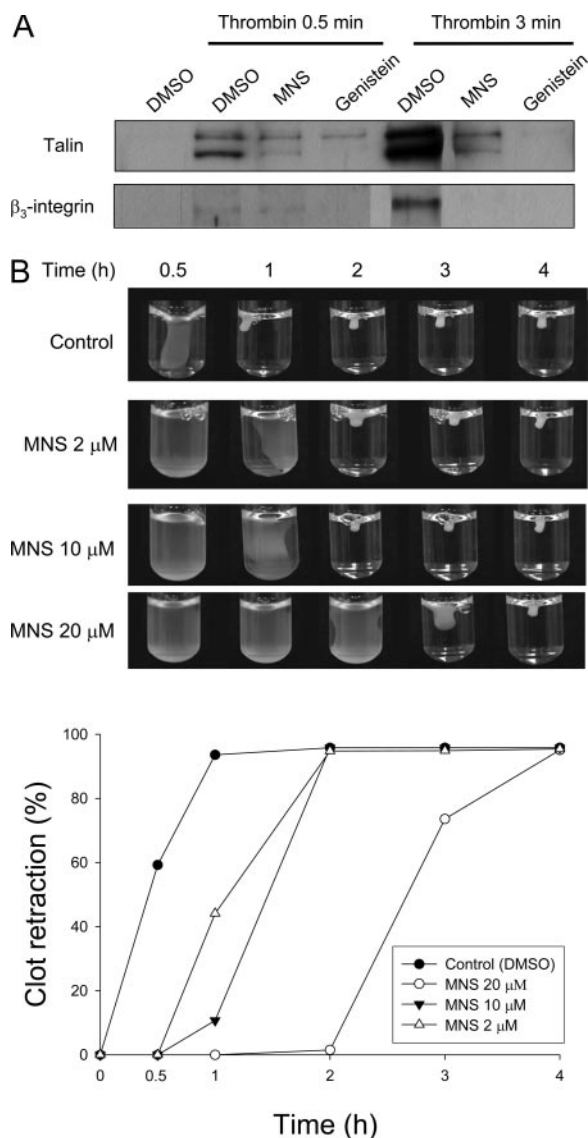 A
Thrombin 0.5 min
Thrombin 3 min
DMSO
DMSO
MNS
Genistein
DMSO
MNS
Genistein
Talin
β₃-integrin
B
Time (h) 0.5 1 2 3 4
Control
MNS 2 μM
MNS 10 μM
MNS 20 μM
100
80
60
40
20
0
Clot retraction (%)
Control (DMSO)
MNS 20 μM
MNS 10 μM
MNS 2 μM
0 0.5 1 2 3 4
Time (h)